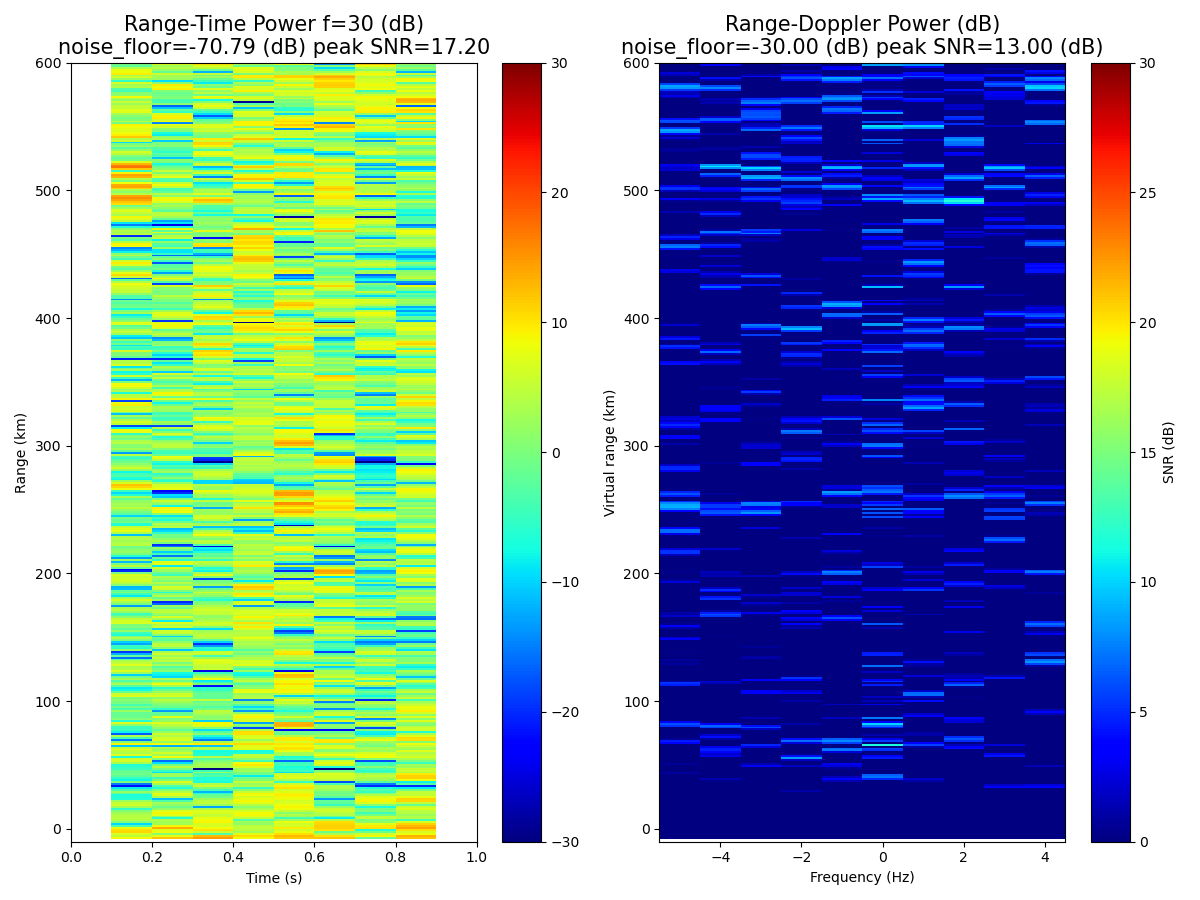 Range-Time Power f=30 (dB)
noise_floor=-70.79 (dB) peak SNR=17.20
600
500
400
300
200
100
0
Range (km)
0.0 0.2 0.4 0.6 0.8 1.0
Time (s)
30
20
10
0
−10
−20
−30
Range-Doppler Power (dB)
noise_floor=-30.00 (dB) peak SNR=13.00 (dB)
600
500
400
300
200
100
0
Virtual range (km)
−4 −2 0 2 4
Frequency (Hz)
30
25
20
15
10
5
0
SNR (dB)